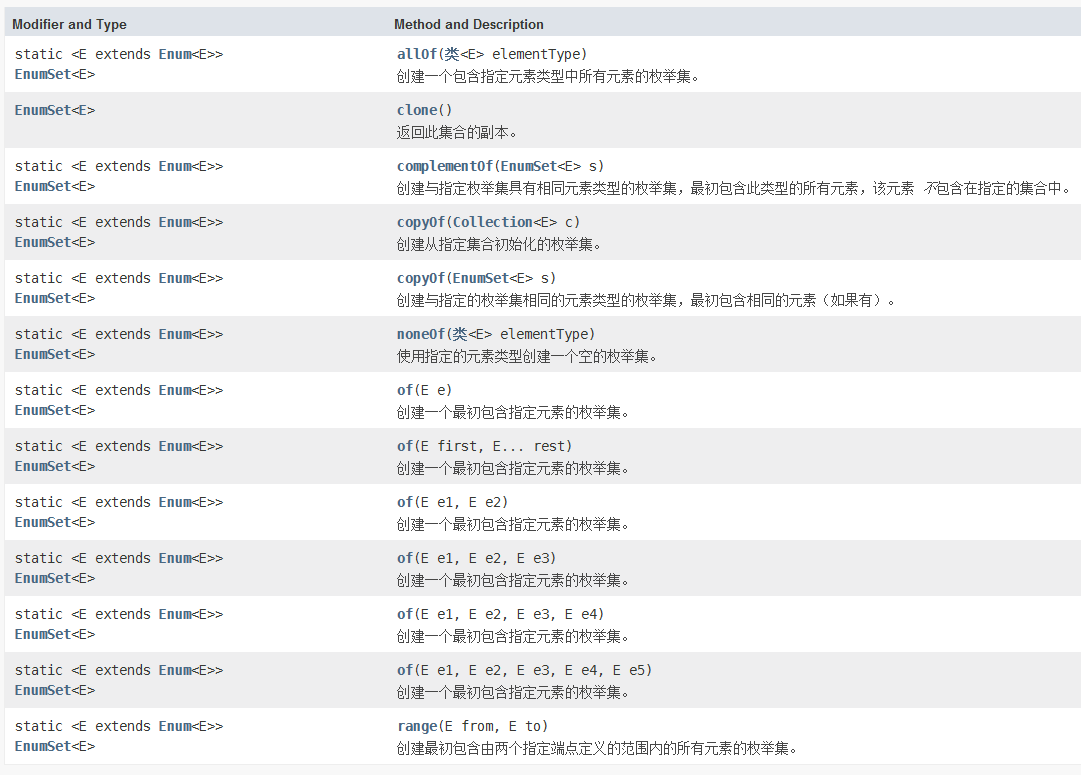 Modifier and Type Method and Description
static <E extends Enum<E>> allOf(类<E> elementType)
EnumSet<E> 创建一个包含指定元素类型中所有元素的枚举集。
EnumSet<E> clone()
返回此集合的副本。
static <E extends Enum<E>> complementOf(EnumSet<E> s)
EnumSet<E> 创建与指定枚举集具有相同元素类型的枚举集，最初包含此类型的所有元素，该元素 不包含在指定的集合中。
static <E extends Enum<E>> copyOf(Collection<E> c)
EnumSet<E> 创建从指定集合初始化的枚举集。
static <E extends Enum<E>> copyOf(EnumSet<E> s)
EnumSet<E> 创建与指定的枚举集相同的元素类型的枚举集，最初包含相同的元素（如果有）。
static <E extends Enum<E>> noneOf(类<E> elementType)
EnumSet<E> 使用指定的元素类型创建一个空的枚举集。
static <E extends Enum<E>> of(E e)
EnumSet<E> 创建一个最初包含指定元素的枚举集。
static <E extends Enum<E>> of(E first, E... rest)
EnumSet<E> 创建一个最初包含指定元素的枚举集。
static <E extends Enum<E>> of(E e1, E e2)
EnumSet<E> 创建一个最初包含指定元素的枚举集。
static <E extends Enum<E>> of(E e1, E e2, E e3)
EnumSet<E> 创建一个最初包含指定元素的枚举集。
static <E extends Enum<E>> of(E e1, E e2, E e3, E e4)
EnumSet<E> 创建一个最初包含指定元素的枚举集。
static <E extends Enum<E>> of(E e1, E e2, E e3, E e4, E e5)
EnumSet<E> 创建一个最初包含指定元素的枚举集。
static <E extends Enum<E>> range(E from, E to)
EnumSet<E> 创建最初包含由两个指定端点定义的范围内的所有元素的枚举集。